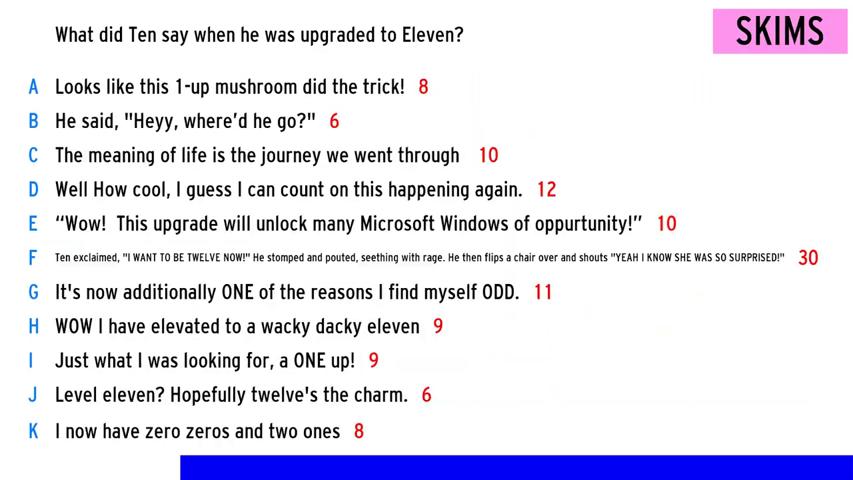 What did Ten say when he was upgraded to Eleven?
SKIMS
A Looks like this 1-up mushroom did the trick! 8
B He said, "Heyy, where'd he go?" 6
C The meaning of life is the journey we went through 10
D Well How cool, I guess I can count on this happening again. 12
E “Wow! This upgrade will unlock many Microsoft Windows of oppurtunity!” 10
F Ten exclaimed, "I WANT TO BE TWELVE NOW!" He stomped and pouted, seething with rage. He then flips a chair over and shouts "YEAH I KNOW SHE WAS SO SURPRISED!" 30
G It's now additionally ONE of the reasons I find myself ODD. 11
H WOW I have elevated to a wacky dacky eleven 9
I Just what I was looking for, a ONE up! 9
J Level eleven? Hopefully twelve's the charm. 6
K I now have zero zeros and two ones 8